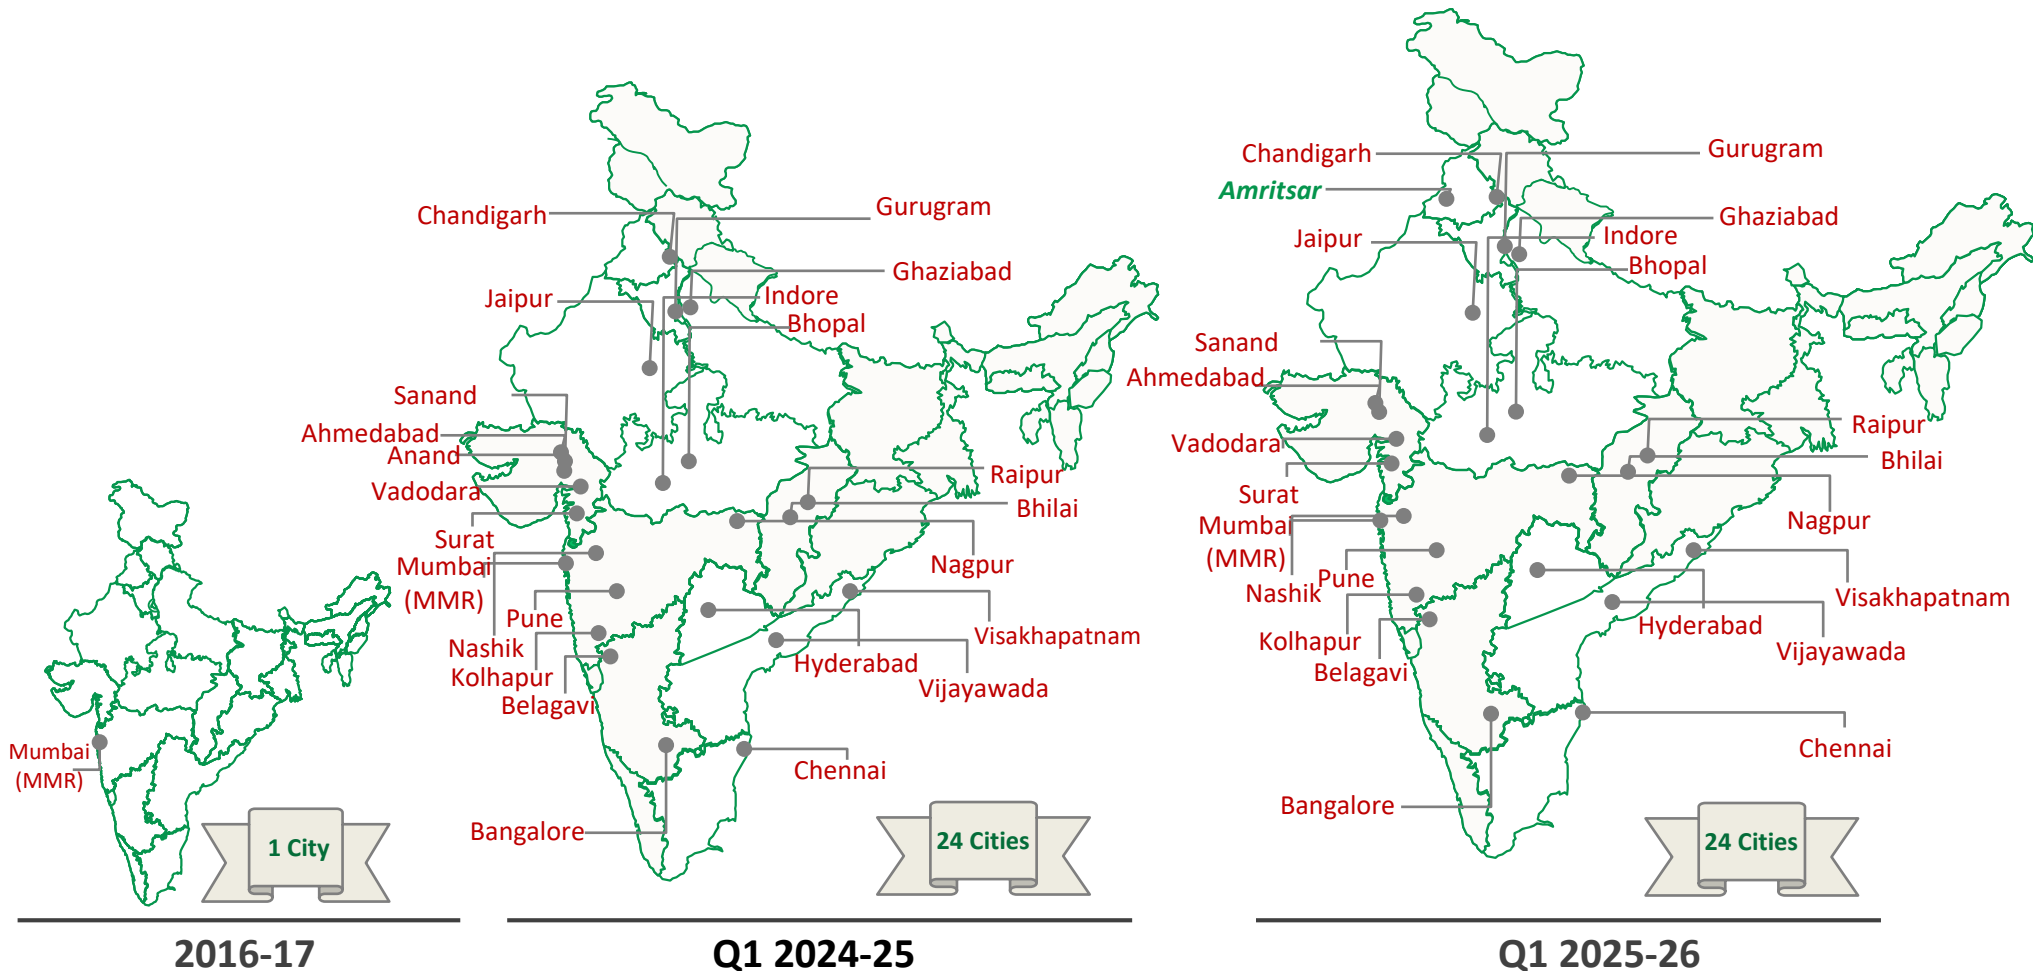 Mumbai
(MMR)
1 City
2016-17
Chandigarh
Gurugram
Ghaziabad
Jaipur
Indore
Bhopal
Sanand
Ahmedabad
Anand
Vadodara
Surat
Mumbai
(MMR)
Pune
Nashik
Kolhapur
Belagavi
Bangalore
Raipur
Bhilai
Nagpur
Visakhapatnam
Hyderabad
Vijayawada
Chennai
24 Cities
Q1 2024-25
Chandigarh
Gurugram
Amritsar
Ghaziabad
Jaipur
Indore
Bhopal
Sanand
Ahmedabad
Vadodara
Surat
Mumbai
(MMR)
Nashik
Pune
Kolhapur
Belagavi
Bangalore
Raipur
Bhilai
Nagpur
Visakhapatnam
Hyderabad
Vijayawada
Chennai
24 Cities
Q1 2025-26